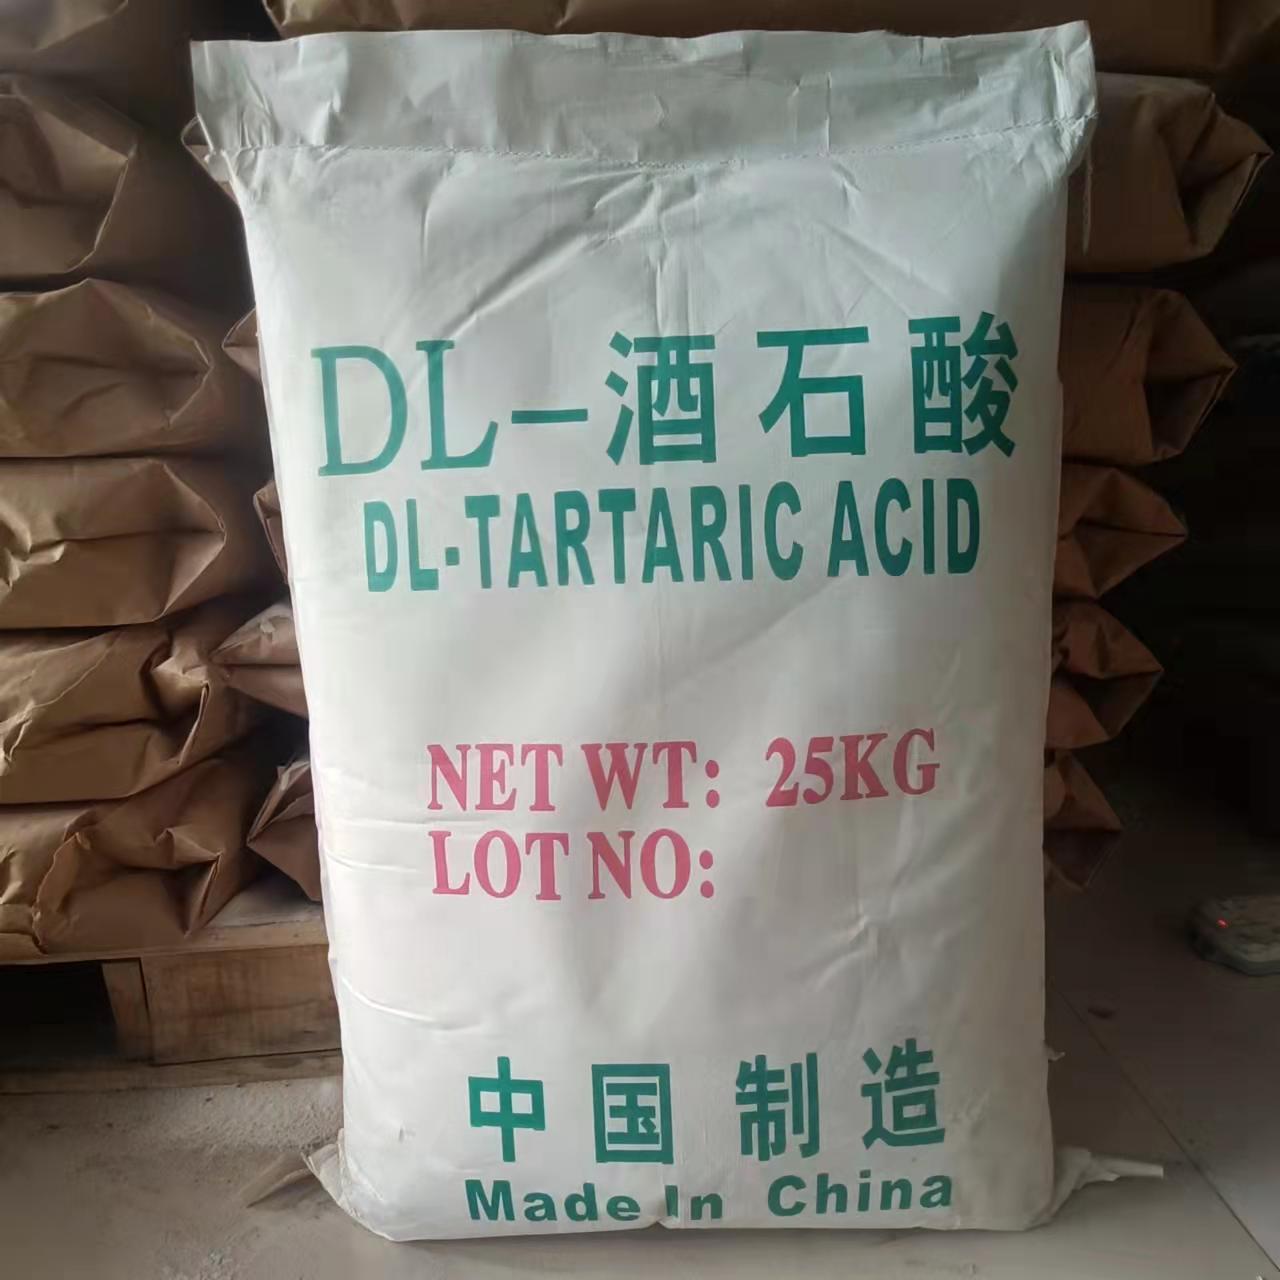 DL-酒石酸
DL-TARTARIC ACID
NET WT: 25KG
LOT NO:
中国制造
Made In China